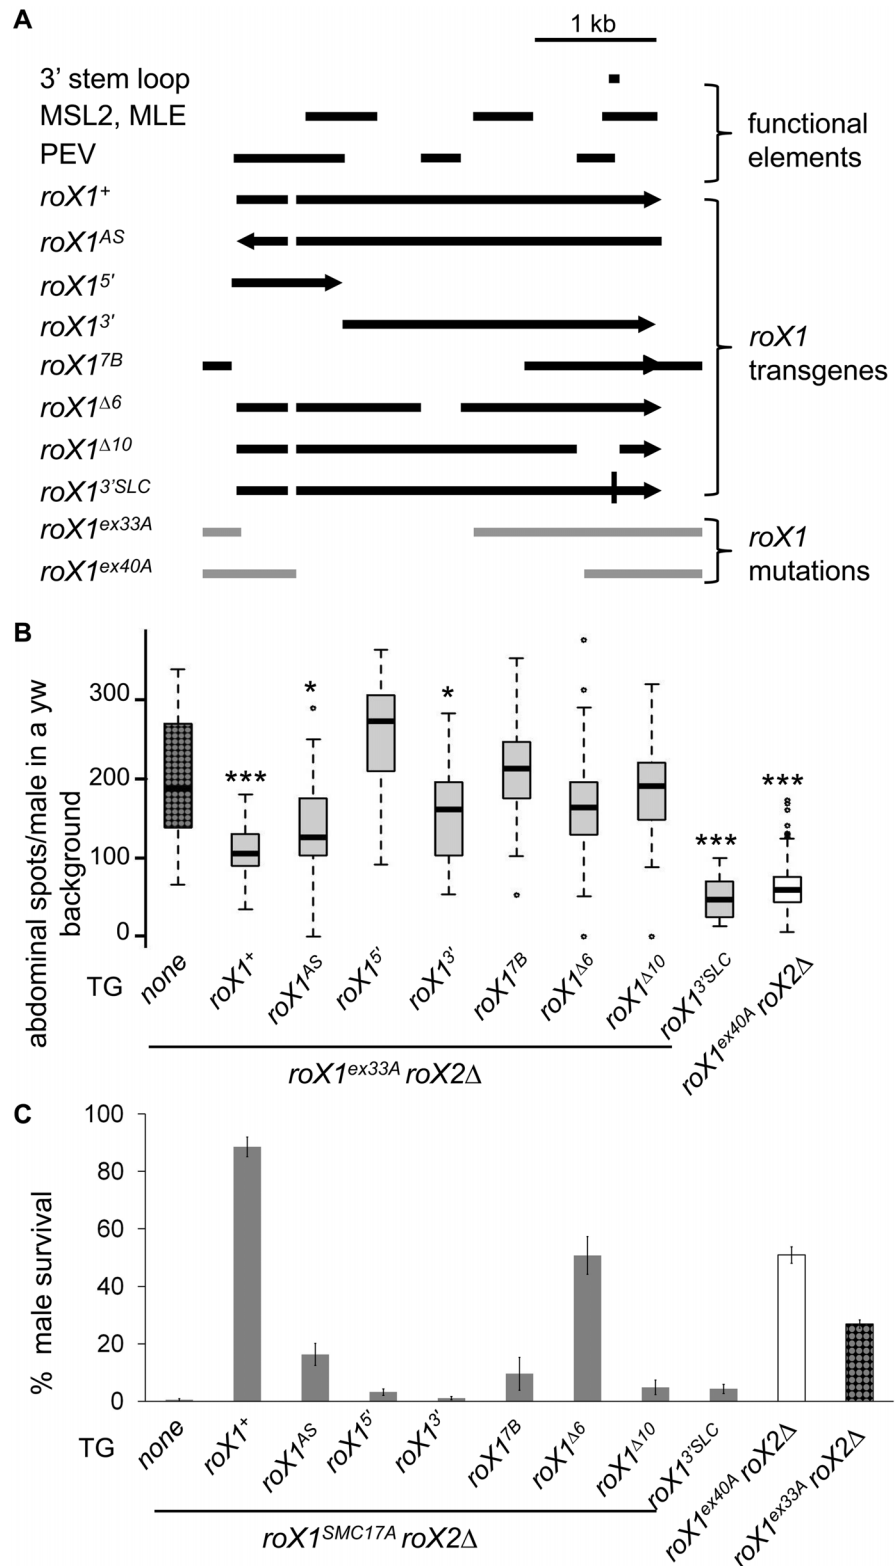 A
1 kb
3’ stem loop
MSL2, MLE
PEV
functional
elements
roX1+
roX1AS
roX15'
roX13'
roX17B
roX1Δ6
roX1Δ10
roX13’SLC
roX1
transgenes
roX1ex33A
roX1ex40A
roX1
mutations
B
abdominal spots/male in a yw
background
300
200
100
0
***
*
*
***
***
TG
none
roX1+
roX1AS
roX15'
roX13'
roX17B
roX1Δ6
roX1Δ10
roX13'SLC
roX1ex40A roX2Δ
roX1ex33A roX2Δ
C
% male survival
100
80
60
40
20
0
TG
none
roX1+
roX1AS
roX15'
roX13'
roX17B
roX1Δ6
roX1Δ10
roX13'SLC
roX1ex40A roX2Δ
roX1ex33A roX2Δ
roX1SMC17A roX2Δ